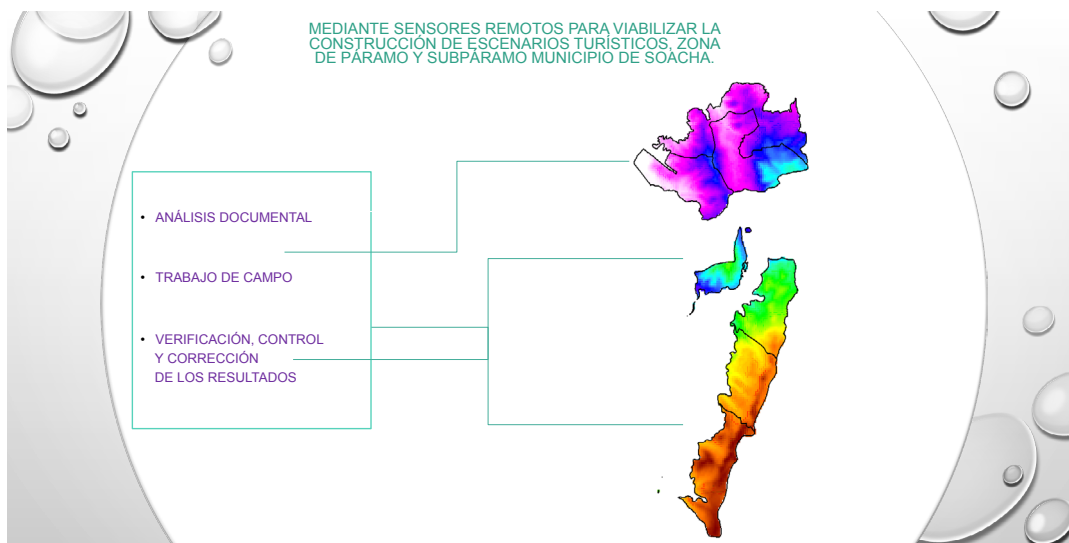 MEDIANTE SENSORES REMOTOS PARA VIABILIZAR LA
CONSTRUCCIÓN DE ESCENARIOS TURÍSTICOS, ZONA
DE PÁRAMO Y SUBPÁRAMO MUNICIPIO DE SOACHA.
• ANÁLISIS DOCUMENTAL
• TRABAJO DE CAMPO
• VERIFICACIÓN, CONTROL
Y CORRECCIÓN
DE LOS RESULTADOS